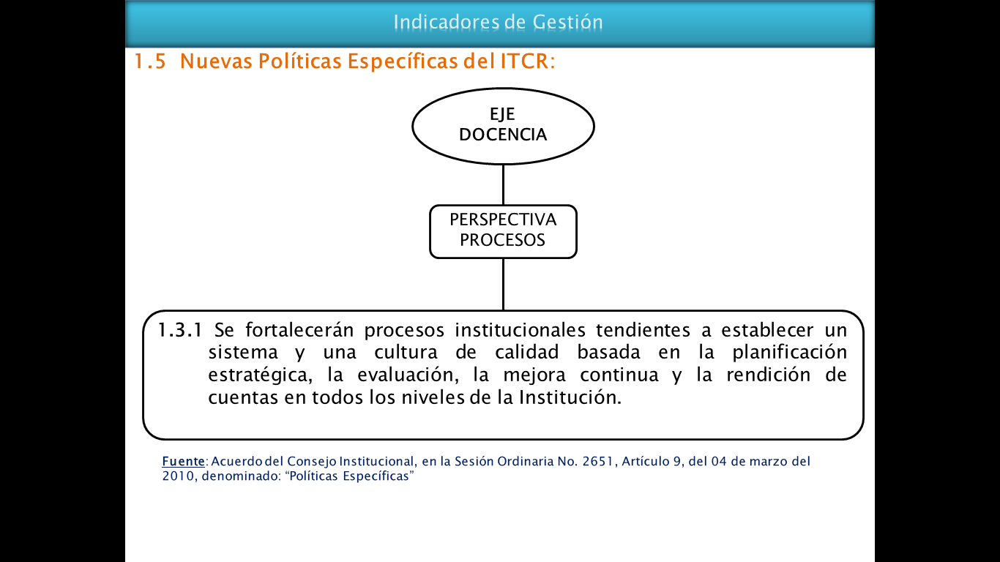 Indicadores de Gestión
1.5 Nuevas Políticas Específicas del ITCR:
EJE
DOCENCIA
PERSPECTIVA
PROCESOS
1.3.1 Se fortalecerán procesos institucionales tendientes a establecer un
sistema y una cultura de calidad basada en la planificación
estratégica, la evaluación, la mejora continua y la rendición de
cuentas en todos los niveles de la Institución.
Fuente: Acuerdo del Consejo Institucional, en la Sesión Ordinaria No. 2651, Artículo 9, del 04 de marzo del
2010, denominado: “Políticas Específicas”